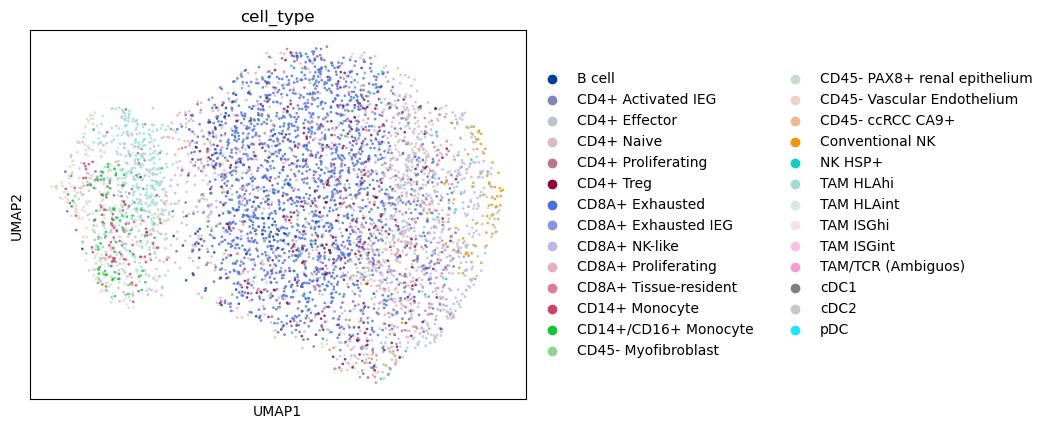 cell_type
UMAP2
UMAP1
B cell
CD4+ Activated IEG
CD4+ Effector
CD4+ Naive
CD4+ Proliferating
CD4+ Treg
CD8A+ Exhausted
CD8A+ Exhausted IEG
CD8A+ NK-like
CD8A+ Proliferating
CD8A+ Tissue-resident
CD14+ Monocyte
CD14+/CD16+ Monocyte
CD45- Myofibroblast
CD45- PAX8+ renal epithelium
CD45- Vascular Endothelium
CD45- ccRCC CA9+
Conventional NK
NK HSP+
TAM HLAhi
TAM HLAint
TAM ISGhi
TAM ISGint
TAM/TCR (Ambiguos)
cDC1
cDC2
pDC